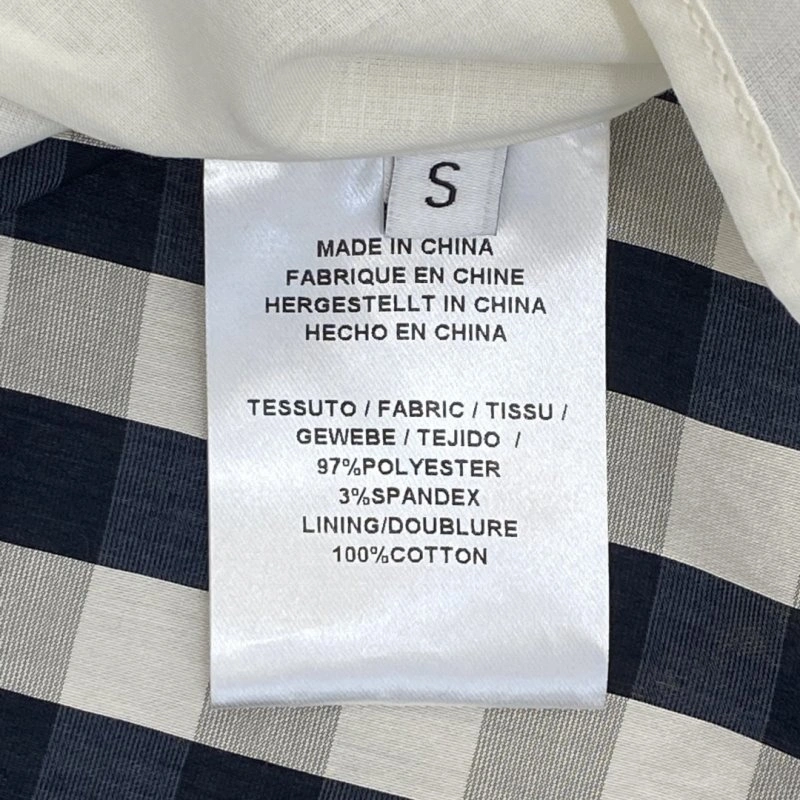 S
MADE IN CHINA
FABRIQUE EN CHINE
HERGESTELLT IN CHINA
HECHO EN CHINA
TESSUTO / FABRIC / TISSU /
GEWEBE / TEJIDO /
97%POLYESTER
3%SPANDEX
LINING/DOUBLURE
100%COTTON